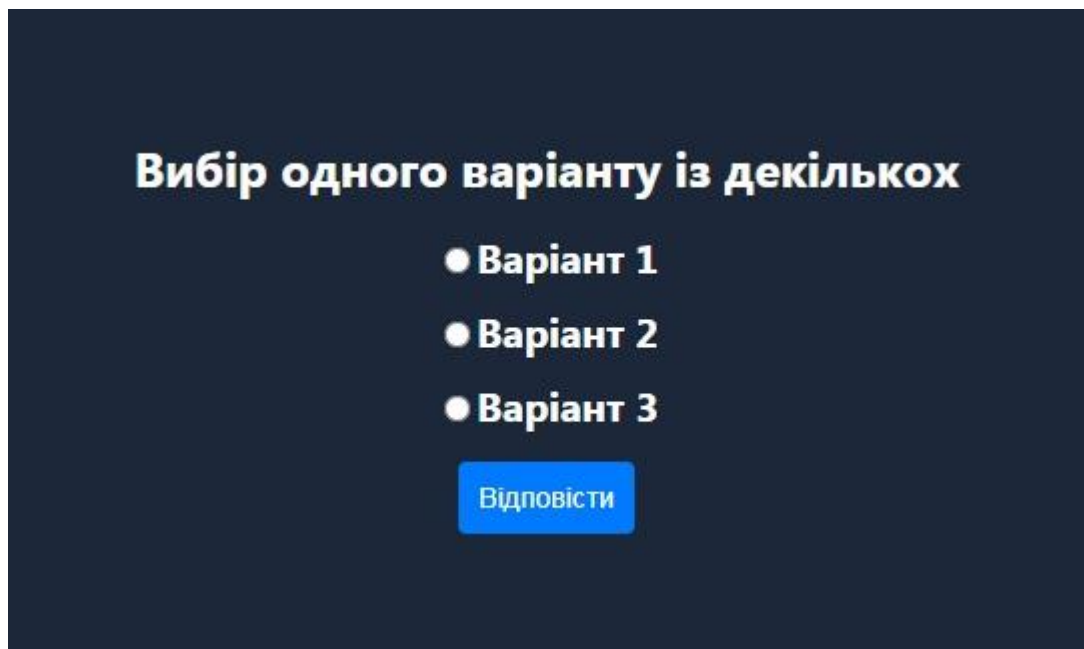 Вибір одного варіанту із декількох
Варіант 1
Варіант 2
Варіант 3
Відповісти